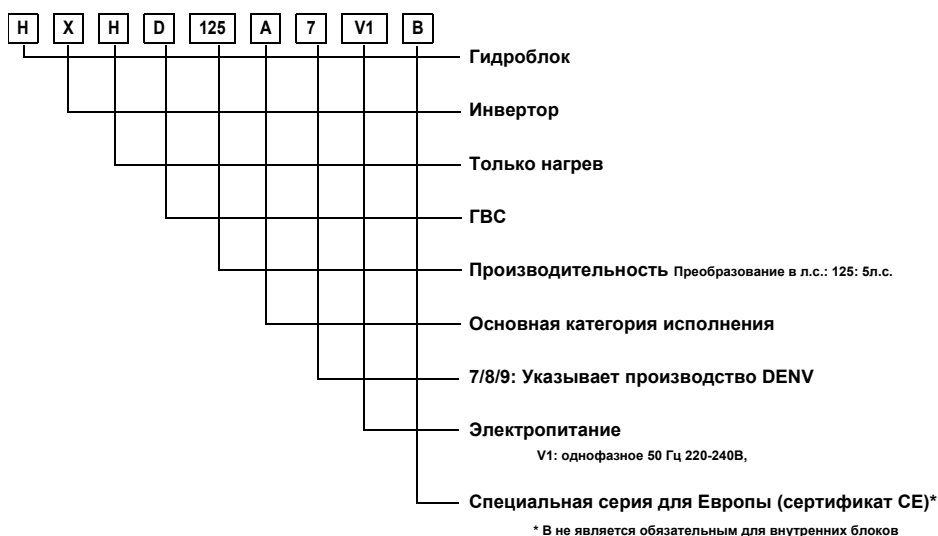 H X H D 125 A 7 V1 B
Гидроблок
Инвертор
Только нагрев
ГВС
Производительность Преобразование в л.с.: 125: 5л.с.
Основная категория исполнения
7/8/9: Указывает производство DENV
Электропитание
V1: однофазное 50 Гц 220-240В,
Специальная серия для Европы (сертификат CE)*
* B не является обязательным для внутренних блоков